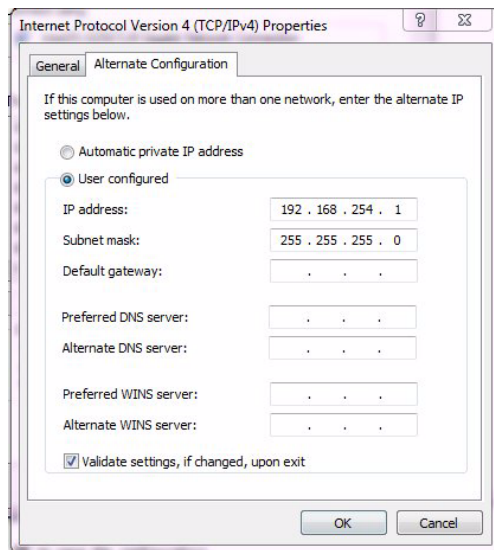 Internet Protocol Version 4 (TCP/IPv4) Properties
General
Alternate Configuration
If this computer is used on more than one network, enter the alternate IP
settings below.
Automatic private IP address
User configured
IP address: 192 . 168 . 254 . 1
Subnet mask: 255 . 255 . 255 . 0
Default gateway: . . .
Preferred DNS server: . . .
Alternate DNS server: . . .
Preferred WINS server: . . .
Alternate WINS server: . . .
Validate settings, if changed, upon exit
OK
Cancel